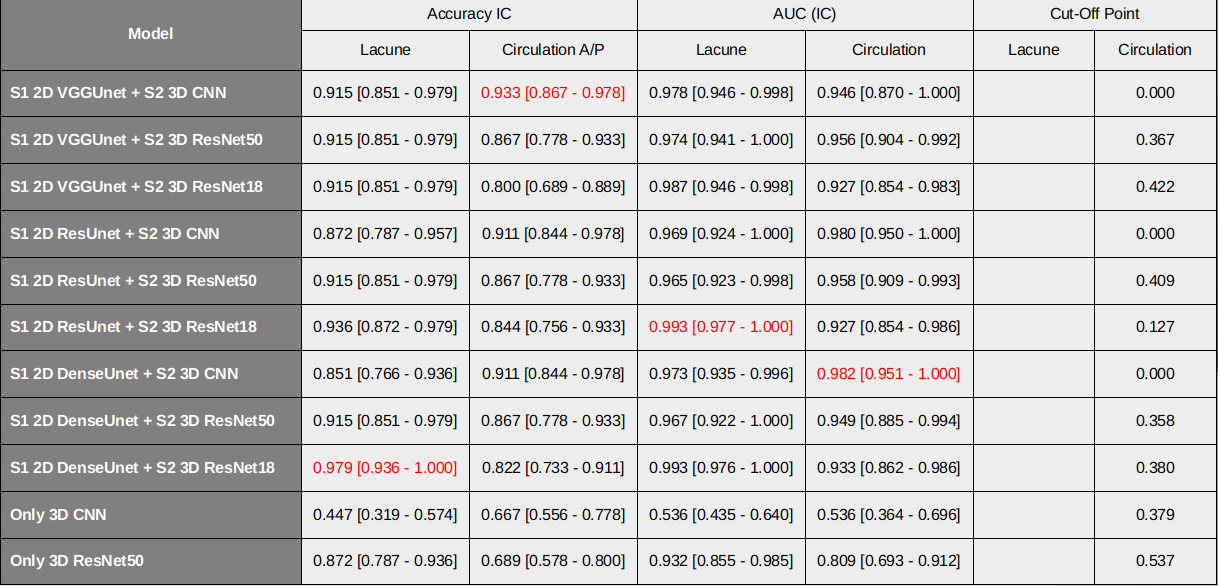 Model Accuracy IC AUC (IC) Cut-Off Point
Lacune Circulation A/P Lacune Circulation Lacune Circulation
S1 2D VGGUnet + S2 3D CNN 0.915 [0.851 - 0.979] 0.933 [0.867 - 0.978] 0.978 [0.946 - 0.998] 0.946 [0.870 - 1.000] 0.000
S1 2D VGGUnet + S2 3D ResNet50 0.915 [0.851 - 0.979] 0.867 [0.778 - 0.933] 0.974 [0.941 - 1.000] 0.956 [0.904 - 0.992] 0.367
S1 2D VGGUnet + S2 3D ResNet18 0.915 [0.851 - 0.979] 0.800 [0.689 - 0.889] 0.987 [0.946 - 0.998] 0.927 [0.854 - 0.983] 0.422
S1 2D ResUnet + S2 3D CNN 0.872 [0.787 - 0.957] 0.911 [0.844 - 0.978] 0.969 [0.924 - 1.000] 0.980 [0.950 - 1.000] 0.000
S1 2D ResUnet + S2 3D ResNet50 0.915 [0.851 - 0.979] 0.867 [0.778 - 0.933] 0.965 [0.923 - 0.998] 0.958 [0.909 - 0.993] 0.409
S1 2D ResUnet + S2 3D ResNet18 0.936 [0.872 - 0.979] 0.844 [0.756 - 0.933] 0.993 [0.977 - 1.000] 0.927 [0.854 - 0.986] 0.127
S1 2D DenseUnet + S2 3D CNN 0.851 [0.766 - 0.936] 0.911 [0.844 - 0.978] 0.973 [0.935 - 0.996] 0.982 [0.951 - 1.000] 0.000
S1 2D DenseUnet + S2 3D ResNet50 0.915 [0.851 - 0.979] 0.867 [0.778 - 0.933] 0.967 [0.922 - 1.000] 0.949 [0.885 - 0.994] 0.358
S1 2D DenseUnet + S2 3D ResNet18 0.979 [0.936 - 1.000] 0.822 [0.733 - 0.911] 0.993 [0.976 - 1.000] 0.933 [0.862 - 0.986] 0.380
Only 3D CNN 0.447 [0.319 - 0.574] 0.667 [0.556 - 0.778] 0.536 [0.435 - 0.640] 0.536 [0.364 - 0.696] 0.379
Only 3D ResNet50 0.872 [0.787 - 0.936] 0.689 [0.578 - 0.800] 0.932 [0.855 - 0.985] 0.809 [0.693 - 0.912] 0.537